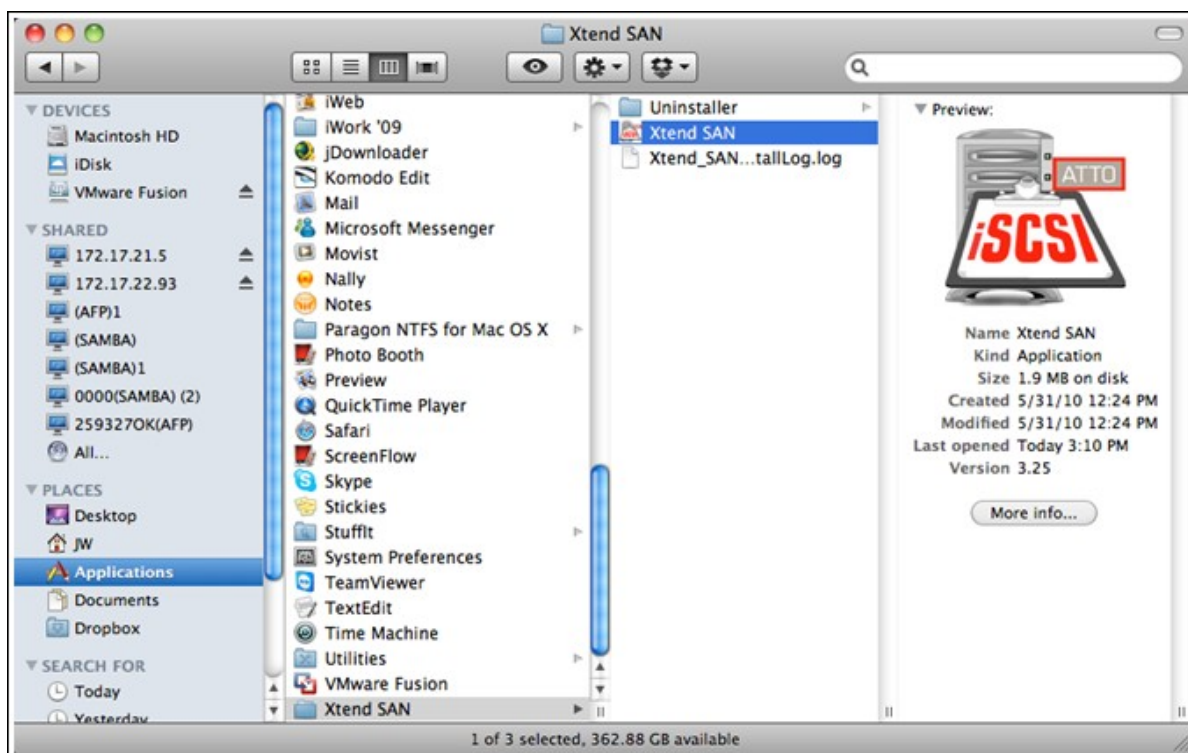 Xtend SAN
DEVICES
Macintosh HD
iDisk
VMware Fusion
SHARED
172.17.21.5
172.17.22.93
(AFP)1
(SAMBA)
(SAMBA)1
0000(SAMBA) (2)
259327OK(AFP)
All...
PLACES
Desktop
JW
Applications
Documents
Dropbox
SEARCH FOR
Today
Yesterday
iWeb
iWork '09
jDownloader
Komodo Edit
Mail
Microsoft Messenger
Movist
Nally
Notes
Paragon NTFS for Mac OS X
Photo Booth
Preview
QuickTime Player
Safari
ScreenFlow
Skype
Stickies
StuffIt
System Preferences
TeamViewer
TextEdit
Time Machine
Utilities
VMware Fusion
Xtend SAN
Uninstaller
Xtend SAN
Xtend_SAN...tallLog.log
Preview:
ATTO
iSCSI
Name Xtend SAN
Kind Application
Size 1.9 MB on disk
Created 5/31/10 12:24 PM
Modified 5/31/10 12:24 PM
Last opened Today 3:10 PM
Version 3.25
More info...
1 of 3 selected, 362.88 GB available